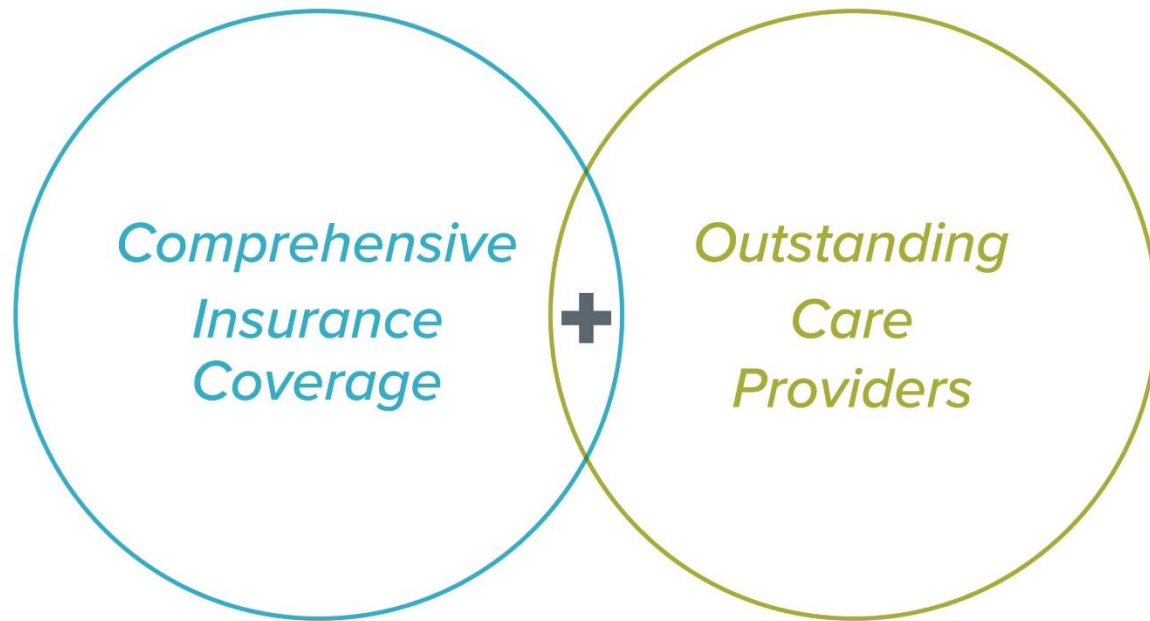 Comprehensive
Insurance
Coverage
+
Outstanding
Care
Providers